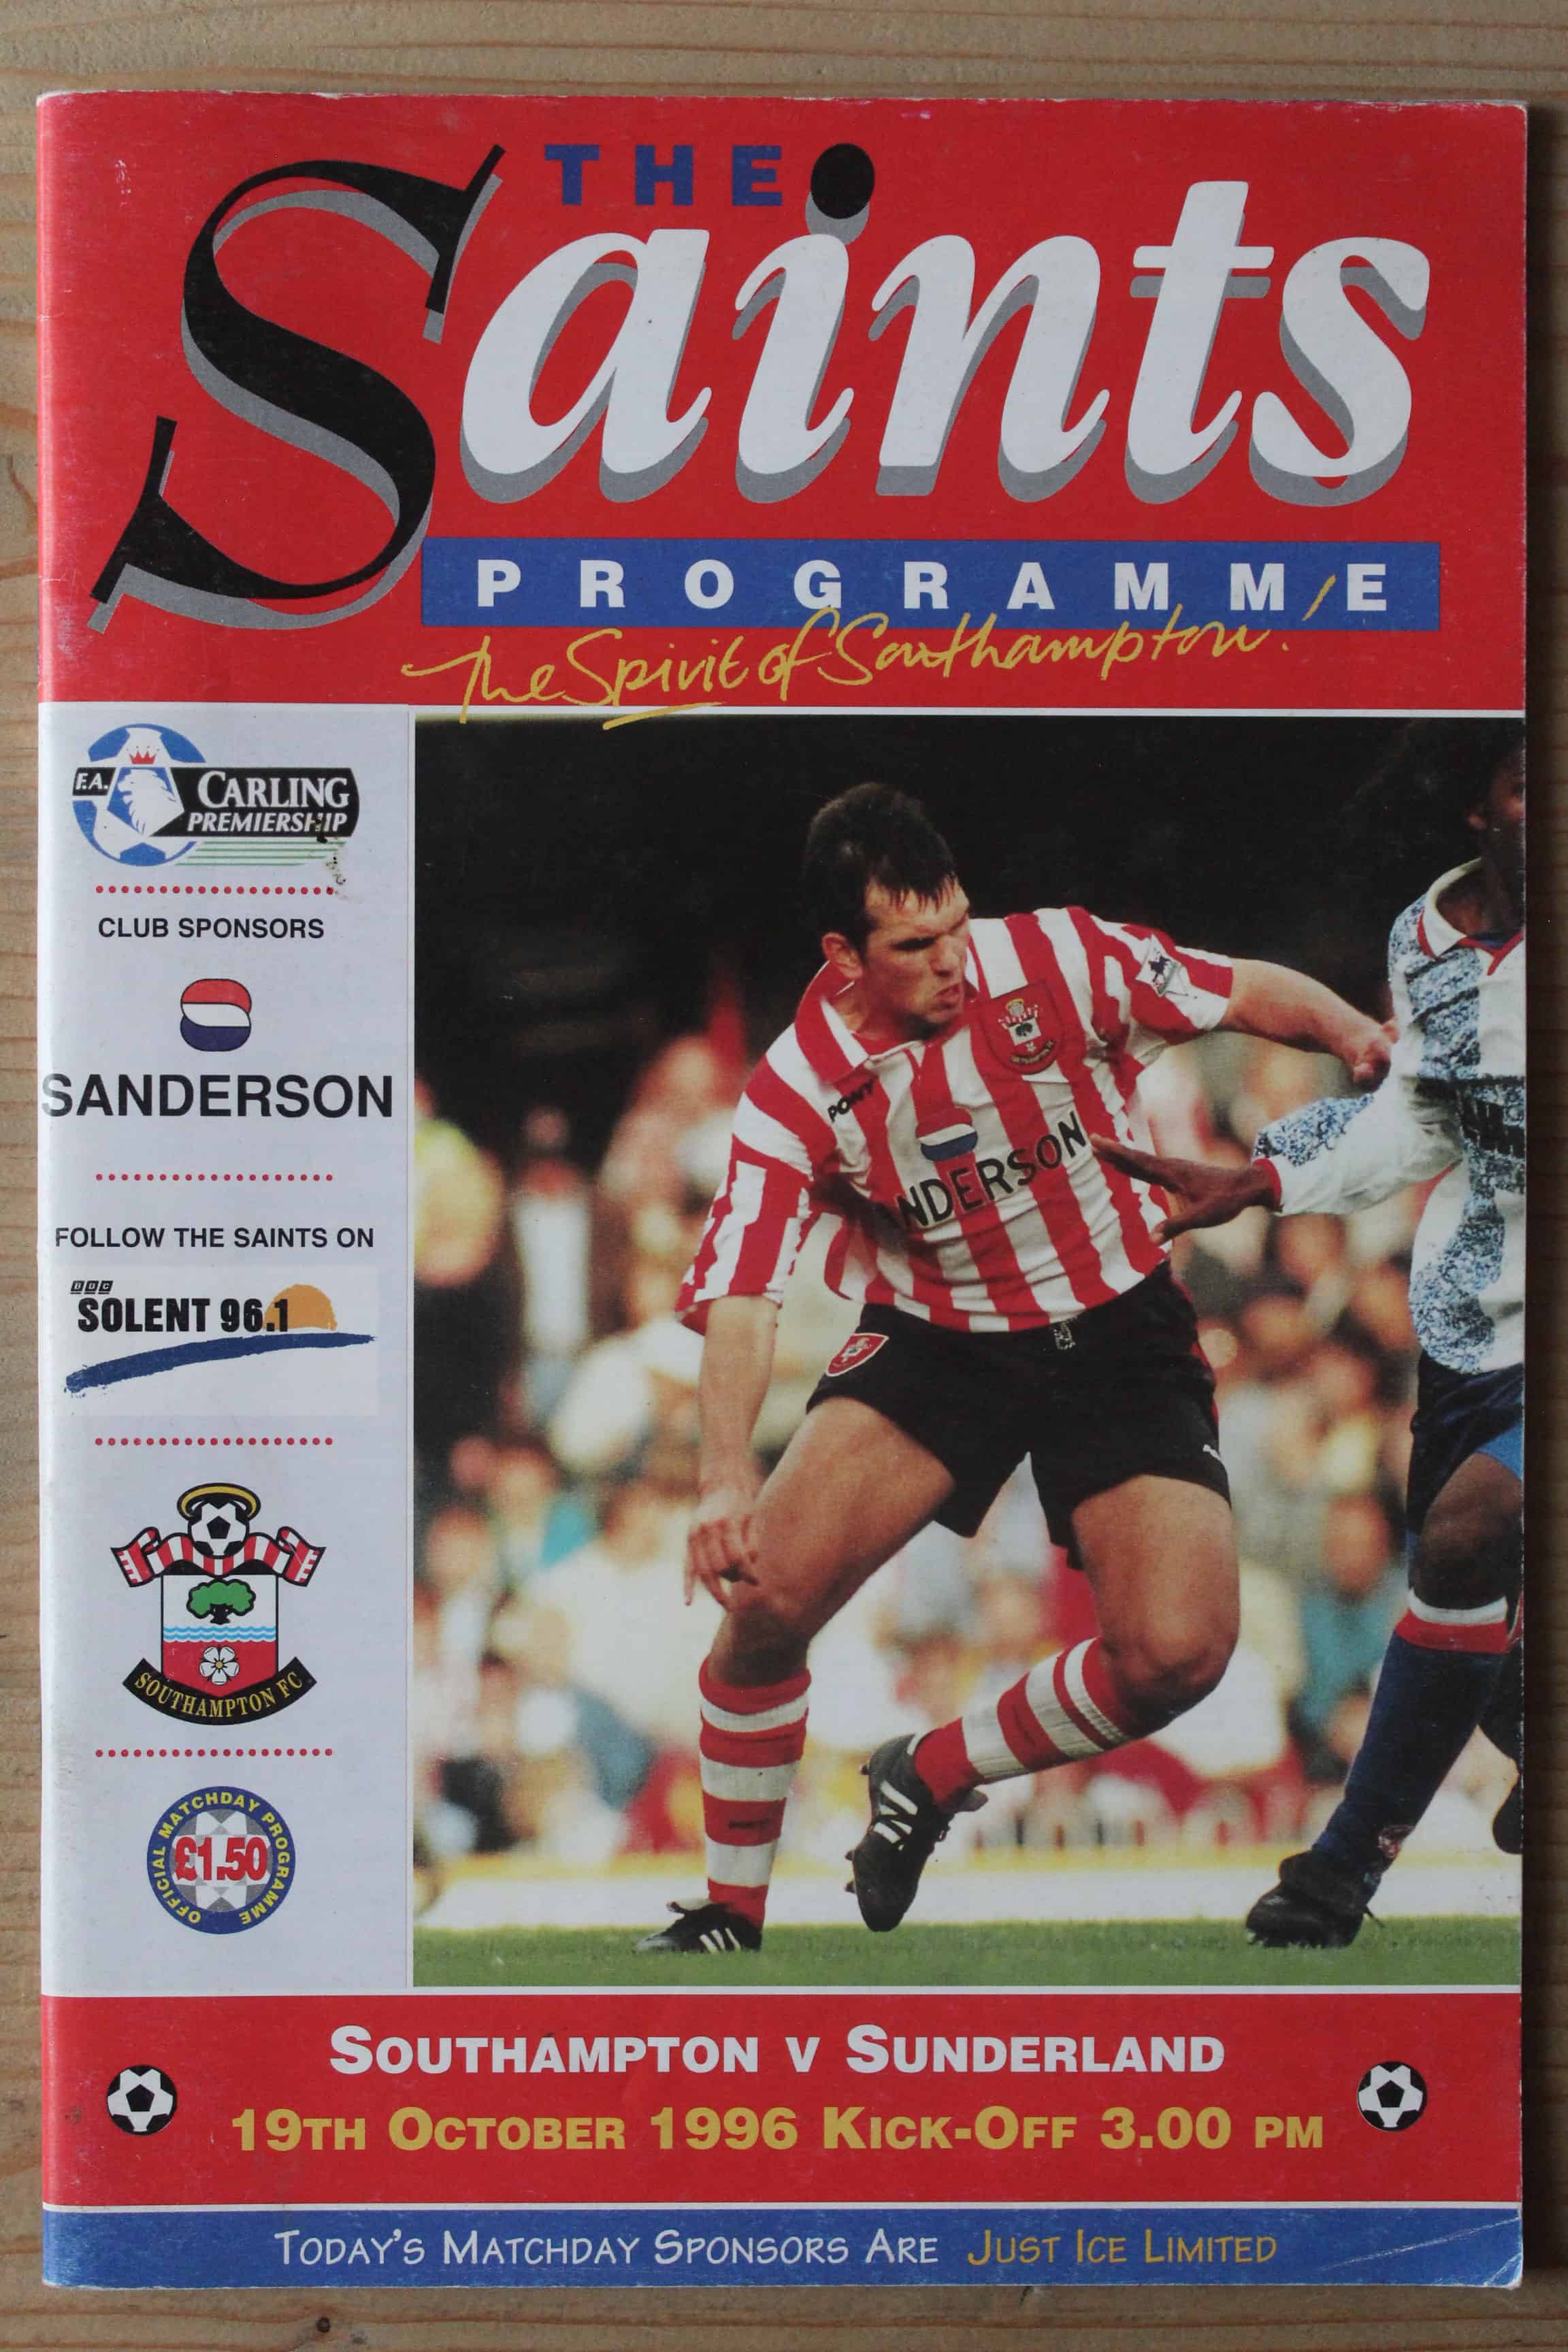 THE
Saints
PROGRAMME
The Spirit of Southampton!
F.A. CARLING
PREMIERSHIP
CLUB SPONSORS
SANDERSON
FOLLOW THE SAINTS ON
BBC
SOLENT 96.1
SOUTHAMPTON FC
OFFICIAL MATCHDAY PROGRAMME
£1.50
PONY
NDERSON
SOUTHAMPTON V SUNDERLAND
19TH OCTOBER 1996 KICK-OFF 3.00 PM
TODAY'S MATCHDAY SPONSORS ARE JUST ICE LIMITED